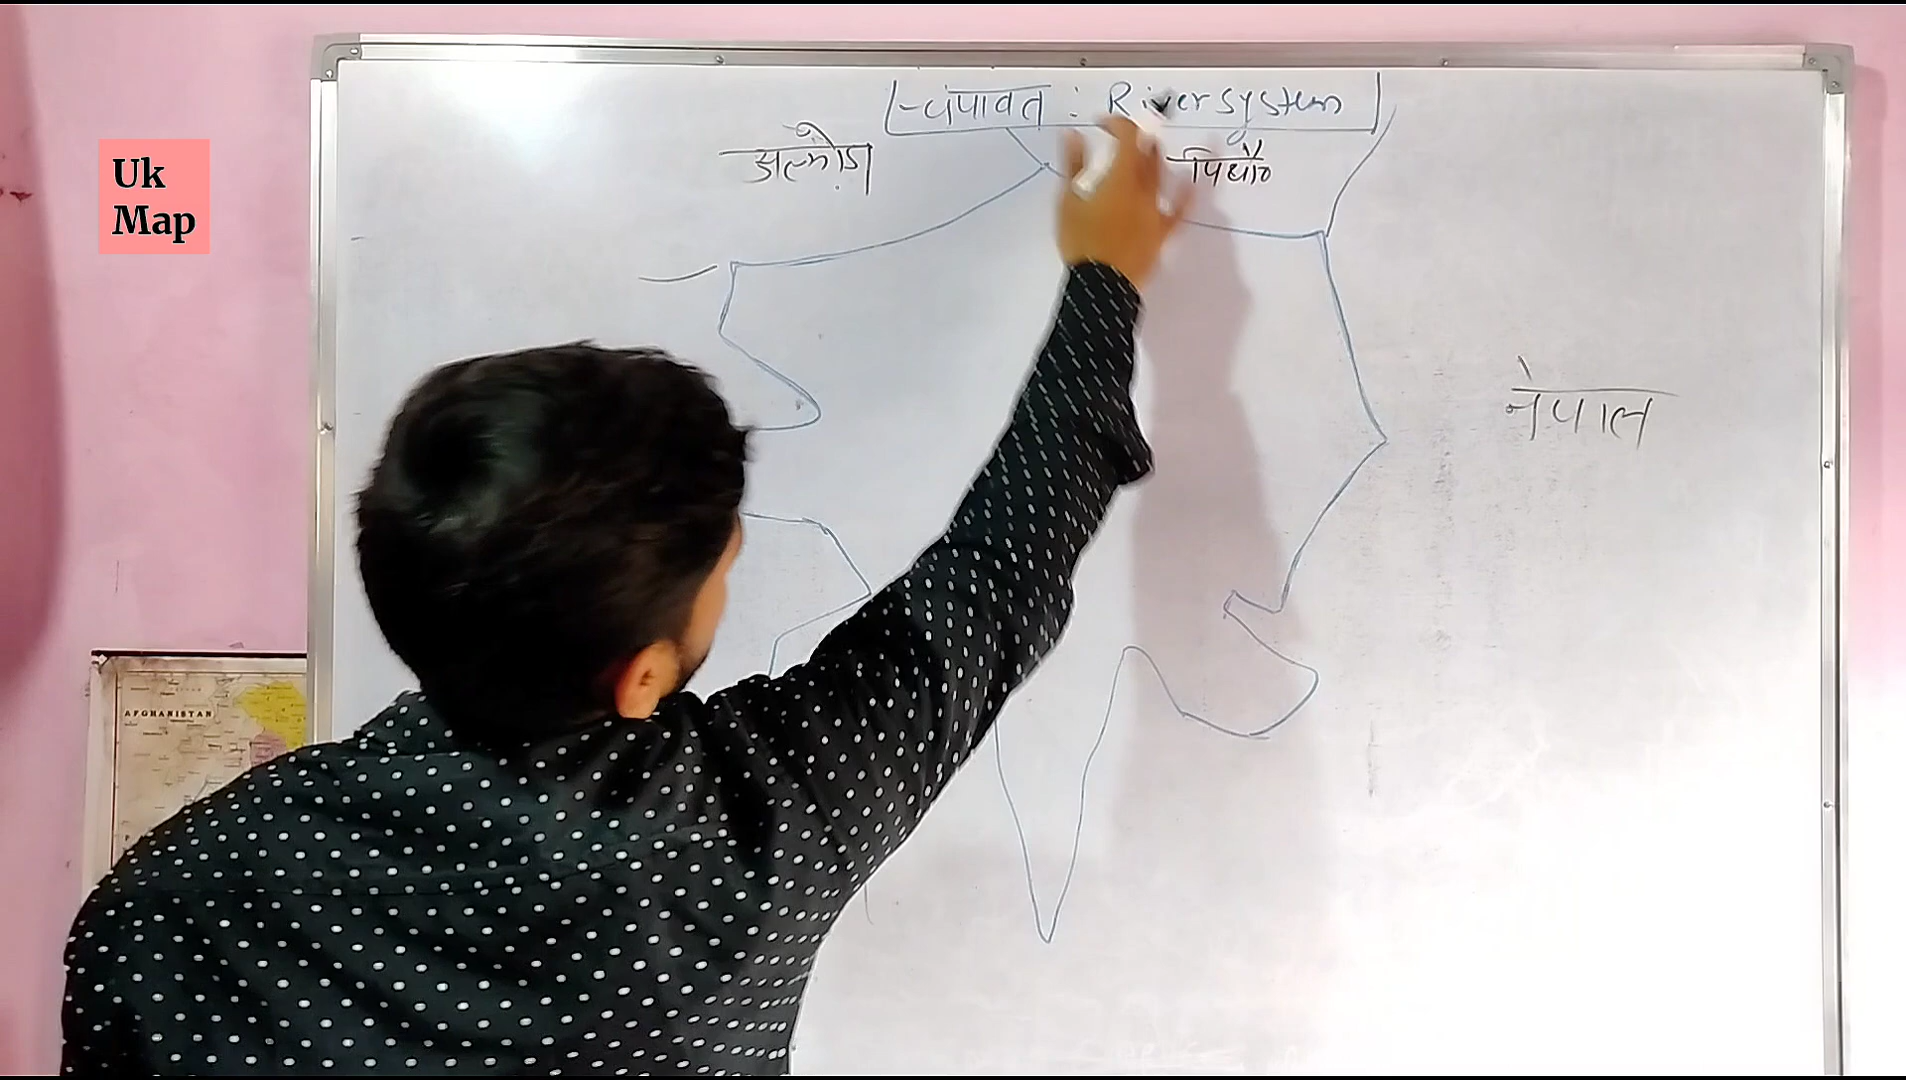 चंपावत : River system
अल्मोड़ा
पिथौ०
Uk
Map
नेपाल
AFGHANISTAN